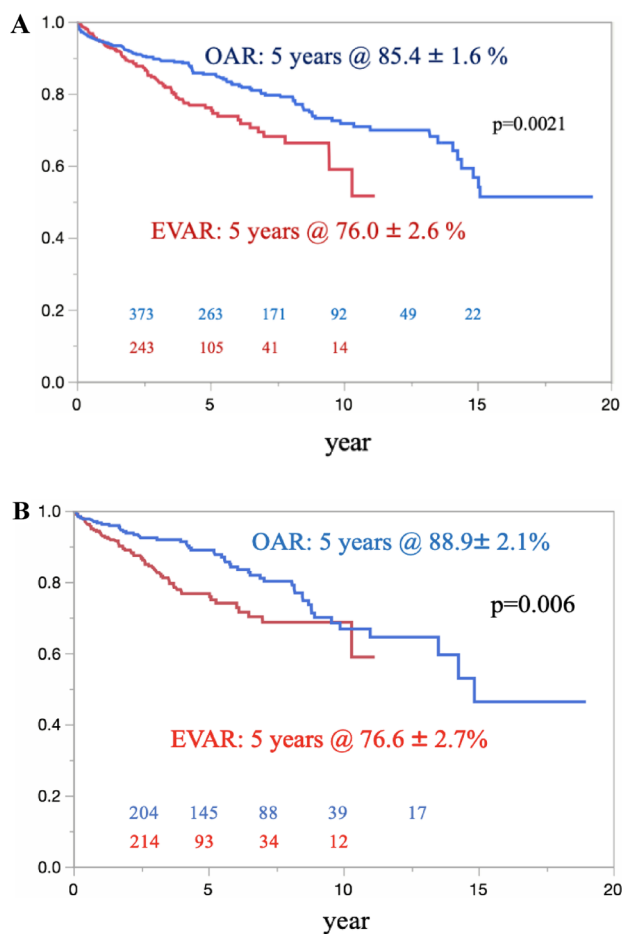 A
1.0
OAR: 5 years @ 85.4 ± 1.6 %
0.8
p=0.0021
0.6
EVAR: 5 years @ 76.0 ± 2.6 %
0.4
0.2
373 263 171 92 49 22
243 105 41 14
0.0
0 5 10 15 20
year
B
1.0
OAR: 5 years @ 88.9± 2.1%
0.8
p=0.006
0.6
0.4
EVAR: 5 years @ 76.6 ± 2.7%
0.2
204 145 88 39 17
214 93 34 12
0.0
0 5 10 15 20
year